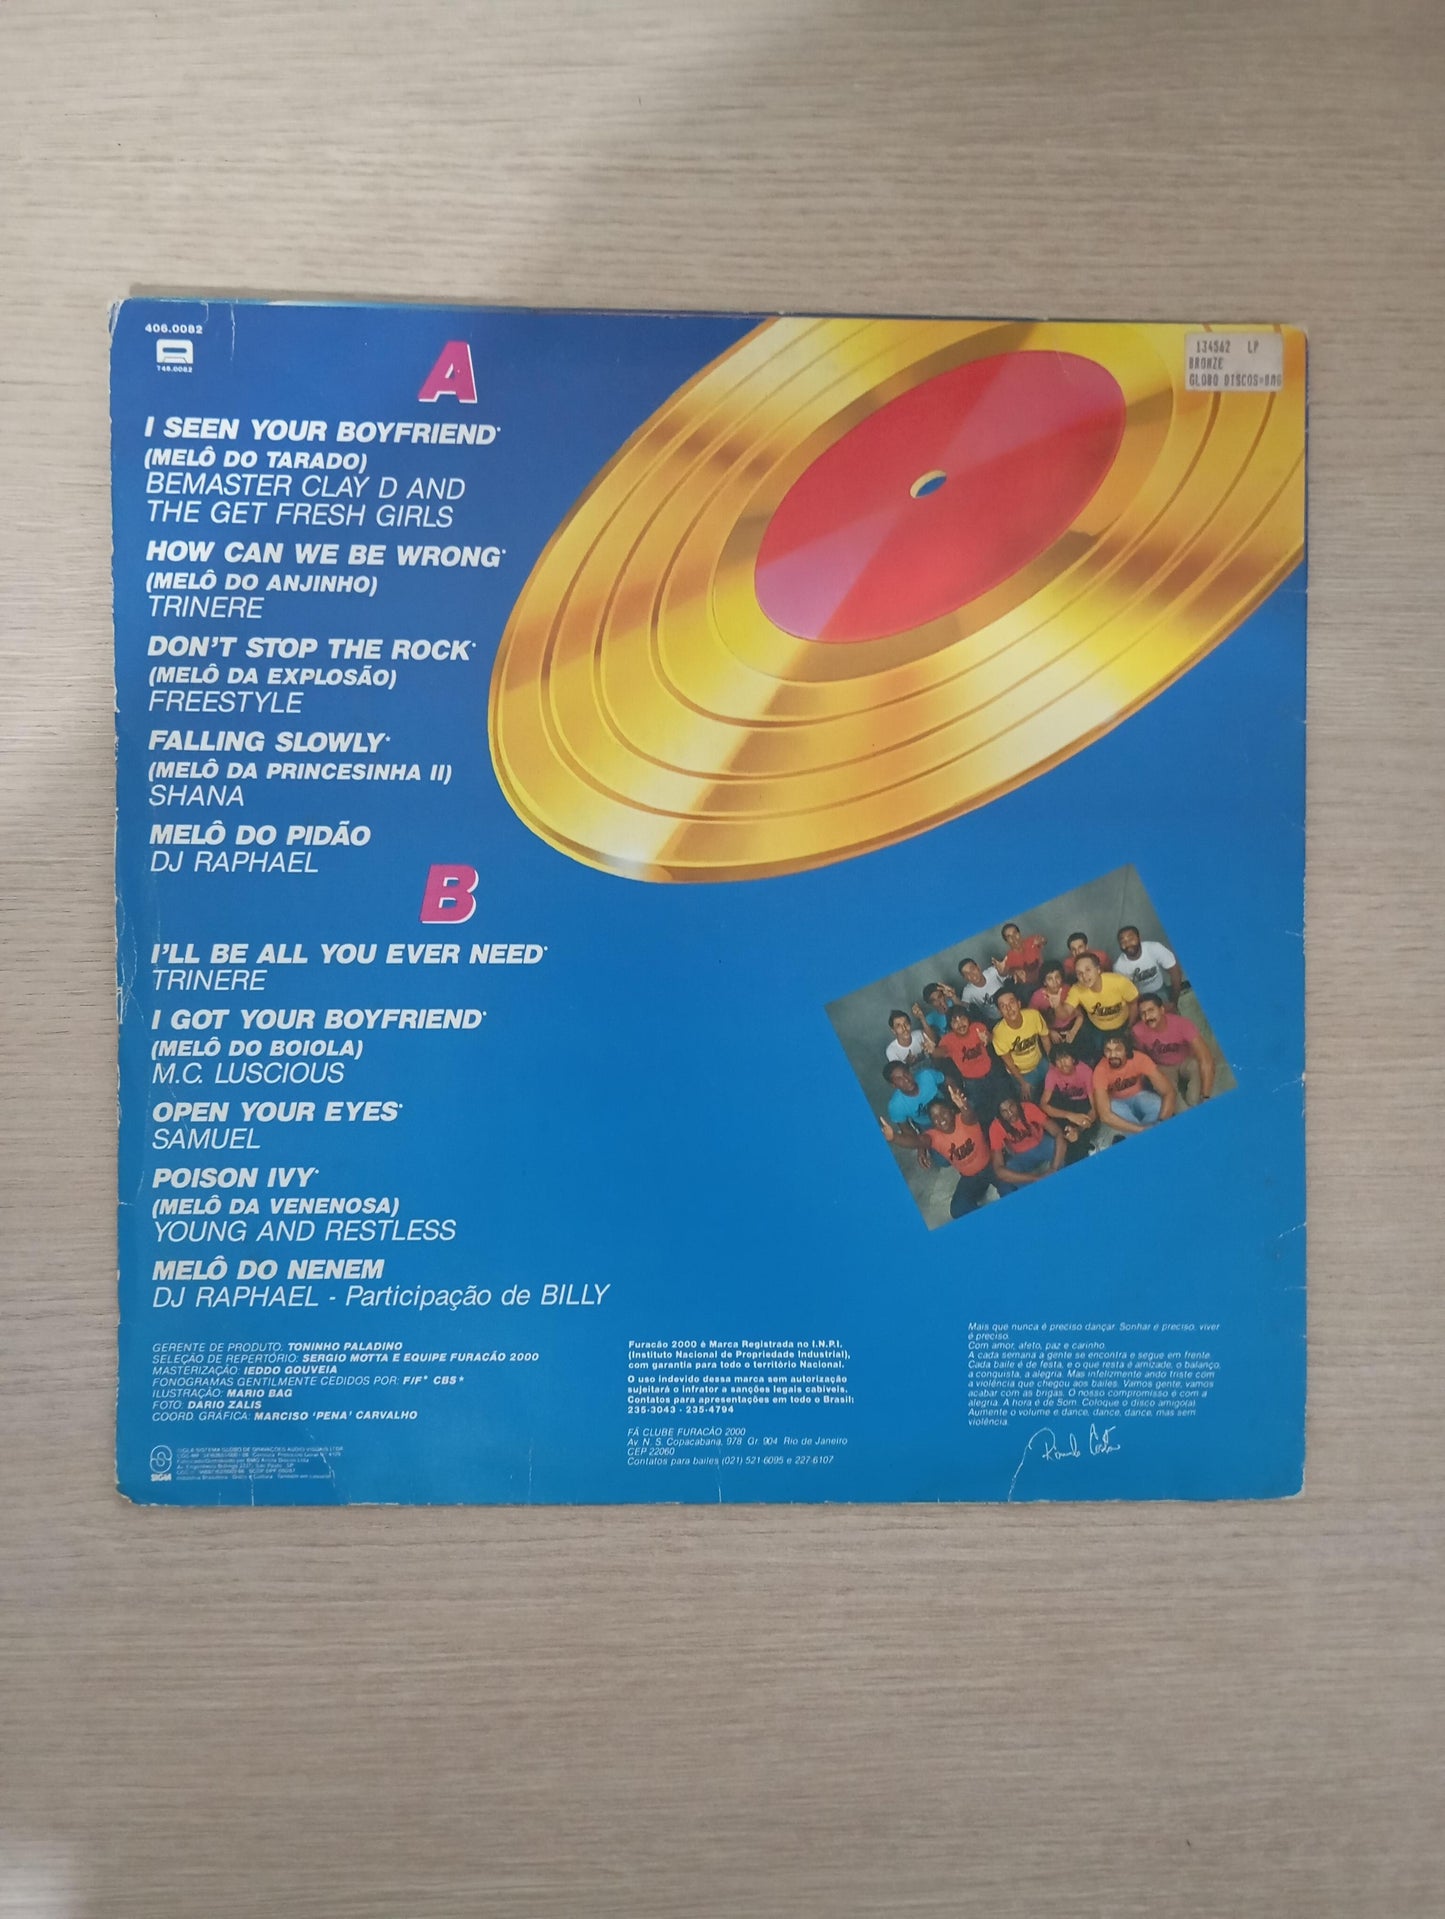 406.0082
748.0082
134542 LP
BRONZE
GLOBO DISCOS=BMG
A
I SEEN YOUR BOYFRIEND*
(MELÔ DO TARADO)
BEMASTER CLAY D AND
THE GET FRESH GIRLS
HOW CAN WE BE WRONG*
(MELÔ DO ANJINHO)
TRINERE
DON'T STOP THE ROCK*
(MELÔ DA EXPLOSÃO)
FREESTYLE
FALLING SLOWLY*
(MELÔ DA PRINCESINHA II)
SHANA
MELÔ DO PIDÃO
DJ RAPHAEL
B
I'LL BE ALL YOU EVER NEED*
TRINERE
I GOT YOUR BOYFRIEND*
(MELÔ DO BOIOLA)
M.C. LUSCIOUS
OPEN YOUR EYES*
SAMUEL
POISON IVY*
(MELÔ DA VENENOSA)
YOUNG AND RESTLESS
MELÔ DO NENEM
DJ RAPHAEL - Participação de BILLY
GERENTE DE PRODUTO: TONINHO PALADINO
SELEÇÃO DE REPERTÓRIO: SERGIO MOTTA E EQUIPE FURACÃO 2000
MASTERIZAÇÃO: IEDDO GOUVEIA
FONOGRAMAS GENTILMENTE CEDIDOS POR: F/F* CBS*
ILUSTRAÇÃO: MARIO BAG
FOTO: DARIO ZALIS
COORD. GRÁFICA: MARCISO 'PENA' CARVALHO
SIGLA
SIGLA SISTEMA GLOBO DE GRAVAÇÕES AUDIO VISUAIS LTDA
Furacão 2000 é Marca Registrada no I.N.P.I.
(Instituto Nacional de Propriedade Industrial),
com garantia para todo o território Nacional.
O uso indevido dessa marca sem autorização
sujeitará o infrator a sanções legais cabíveis.
Contatos para apresentações em todo o Brasil:
235-3043 - 235-4794
FÃ CLUBE FURACÃO 2000
Av. N. S. Copacabana, 978 Gr. 904 Rio de Janeiro
CEP 22060
Contatos para bailes (021) 521-6095 e 227-6107
Mais que nunca é preciso dançar. Sonhar é preciso, viver
é preciso.
Com amor, afeto, paz e carinho.
A cada semana a gente se encontra e segue em frente.
Cada baile é de festa, e o que resta é amizade, o balanço,
a conquista, a alegria. Mas infelizmente ando triste com
a violência que chegou aos bailes. Vamos gente, vamos
acabar com as brigas. O nosso compromisso é com a
alegria. A hora é de Som. Coloque o disco amigo(a).
Aumente o volume e dance, dance, dance, mas sem
violência.